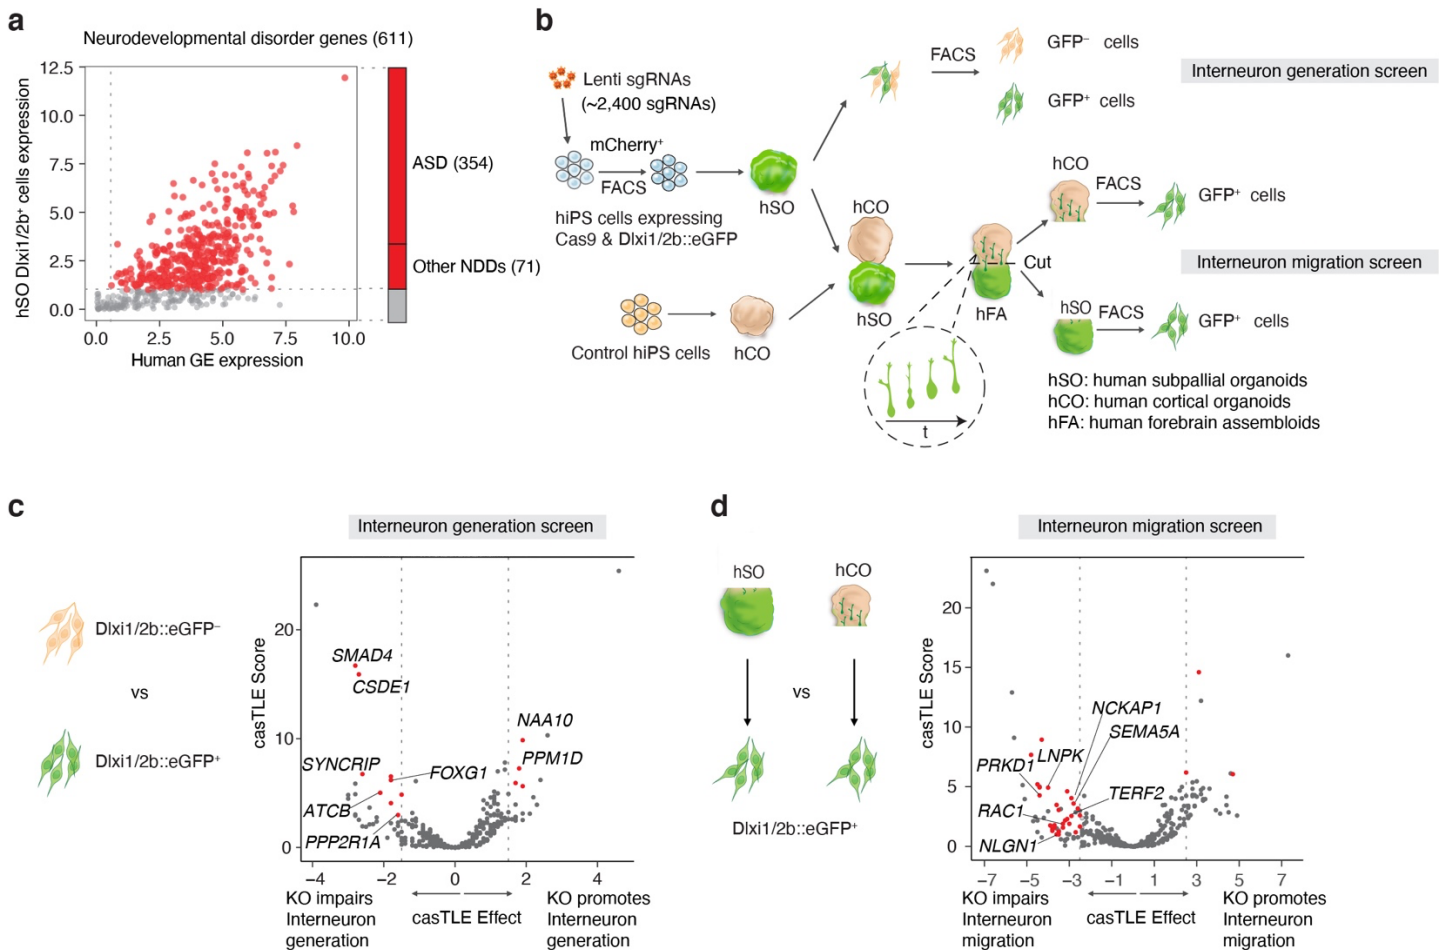 a
Neurodevelopmental disorder genes (611)
hSO Dlxi1/2b⁺ cells expression
12.5
10.0
7.5
5.0
2.5
0.0
0.0
2.5
5.0
7.5
10.0
Human GE expression
ASD (354)
Other NDDs (71)
b
Lenti sgRNAs
(~2,400 sgRNAs)
mCherry⁺
FACS
hiPS cells expressing
Cas9 & Dlxi1/2b::eGFP
hSO
Control hiPS cells
hCO
hCO
hSO
FACS
GFP⁻ cells
GFP⁺ cells
Interneuron generation screen
hCO
FACS
GFP⁺ cells
Cut
Interneuron migration screen
hFA
hSO
FACS
GFP⁺ cells
t
hSO: human subpallial organoids
hCO: human cortical organoids
hFA: human forebrain assembloids
c
Interneuron generation screen
Dlxi1/2b::eGFP⁻
vs
Dlxi1/2b::eGFP⁺
casTLE Score
20
10
0
SMAD4
CSDE1
NAA10
PPM1D
SYNCRIP
FOXG1
ATCB
PPP2R1A
−4
−2
0
2
4
KO impairs
Interneuron
generation
casTLE Effect
KO promotes
Interneuron
generation
d
Interneuron migration screen
hSO
hCO
vs
Dlxi1/2b::eGFP⁺
casTLE Score
20
15
10
5
0
NCKAP1
SEMA5A
LNPK
PRKD1
TERF2
RAC1
NLGN1
−7
−5
−3
−1
1
3
5
7
KO impairs
Interneuron
migration
casTLE Effect
KO promotes
Interneuron
migration